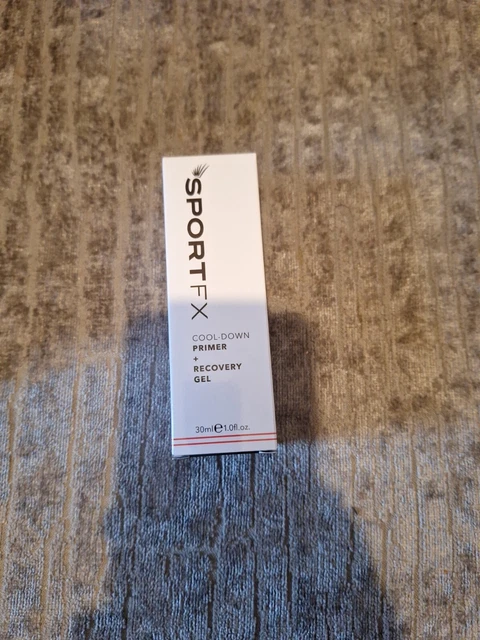 SPORTFX
COOL-DOWN
PRIMER
+
RECOVERY
GEL
30ml℮1.0fl.oz.